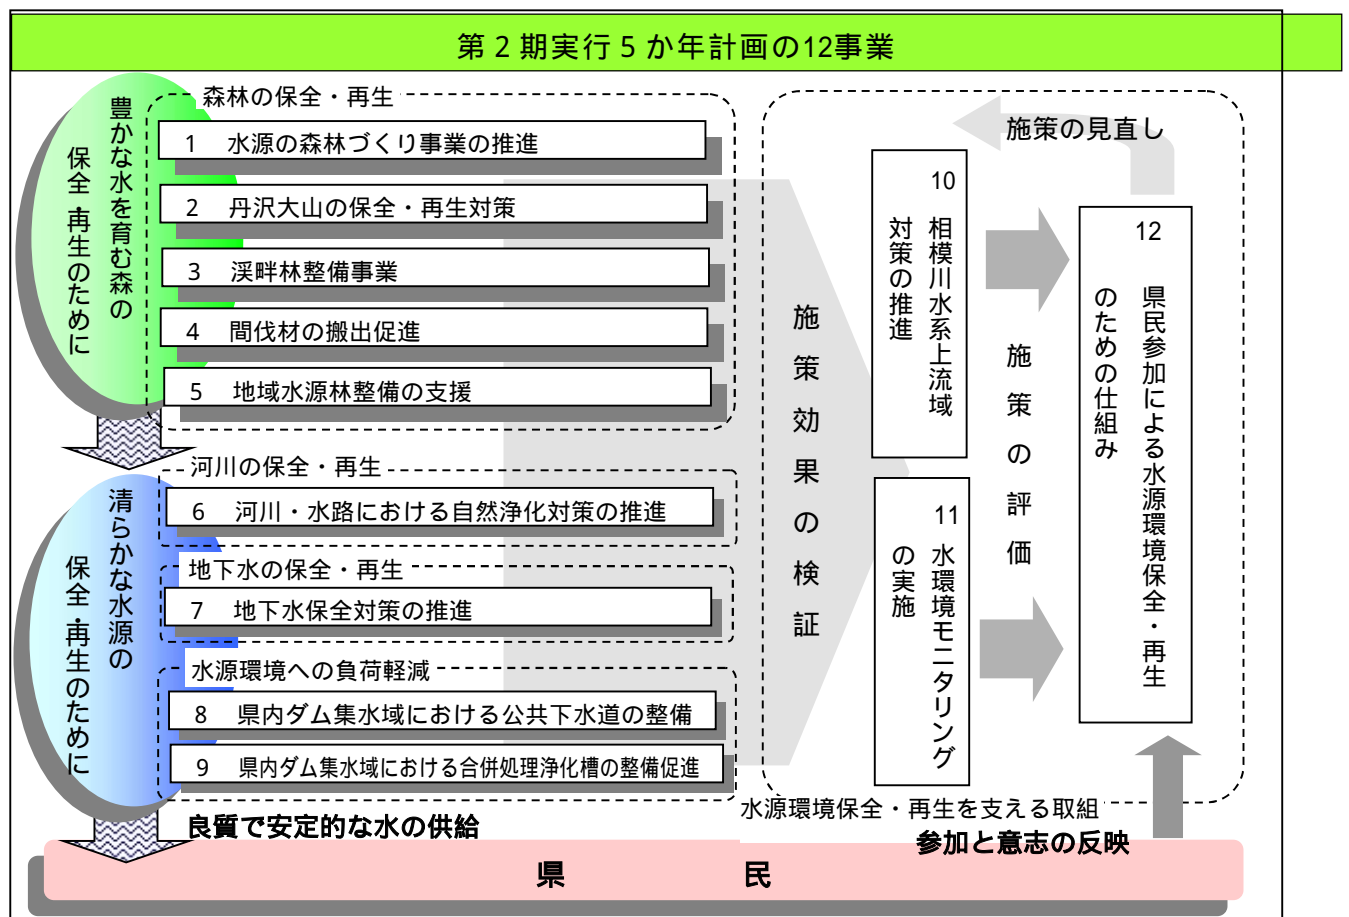 第２期実行５か年計画の12事業
豊かな水を育む森の
保全・再生のために
森林の保全・再生
1 水源の森林づくり事業の推進
2 丹沢大山の保全・再生対策
3 渓畔林整備事業
4 間伐材の搬出促進
5 地域水源林整備の支援
清らかな水源の
保全・再生のために
河川の保全・再生
6 河川・水路における自然浄化対策の推進
地下水の保全・再生
7 地下水保全対策の推進
水源環境への負荷軽減
8 県内ダム集水域における公共下水道の整備
9 県内ダム集水域における合併処理浄化槽の整備促進
施策効果の検証
10 相模川水系上流域
対策の推進
11 水環境モニタリング
の実施
施策の見直し
施策の評価
12 県民参加による水源環境保全・再生
のための仕組み
水源環境保全・再生を支える取組
良質で安定的な水の供給
参加と意志の反映
県 民